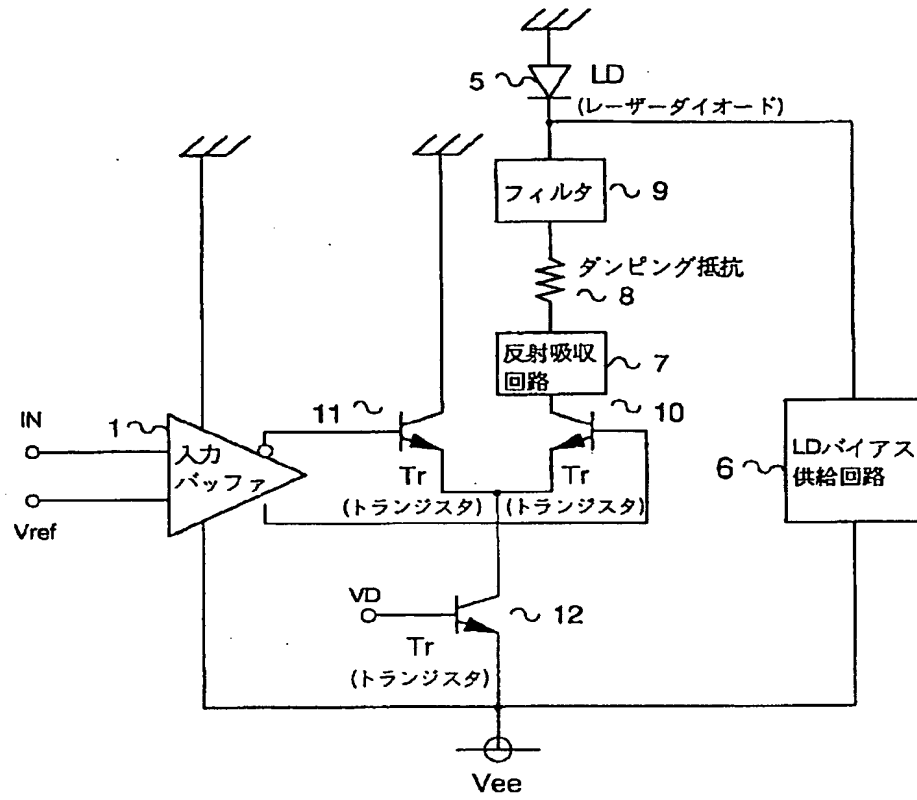 5 LD
(レーザーダイオード)
フィルタ 9
ダンピング抵抗
8
反射吸収
回路
7
11
10
IN
1
入力
バッファ
Vref
Tr
(トランジスタ)
Tr
(トランジスタ)
6
LDバイアス
供給回路
VD
12
Tr
(トランジスタ)
Vee